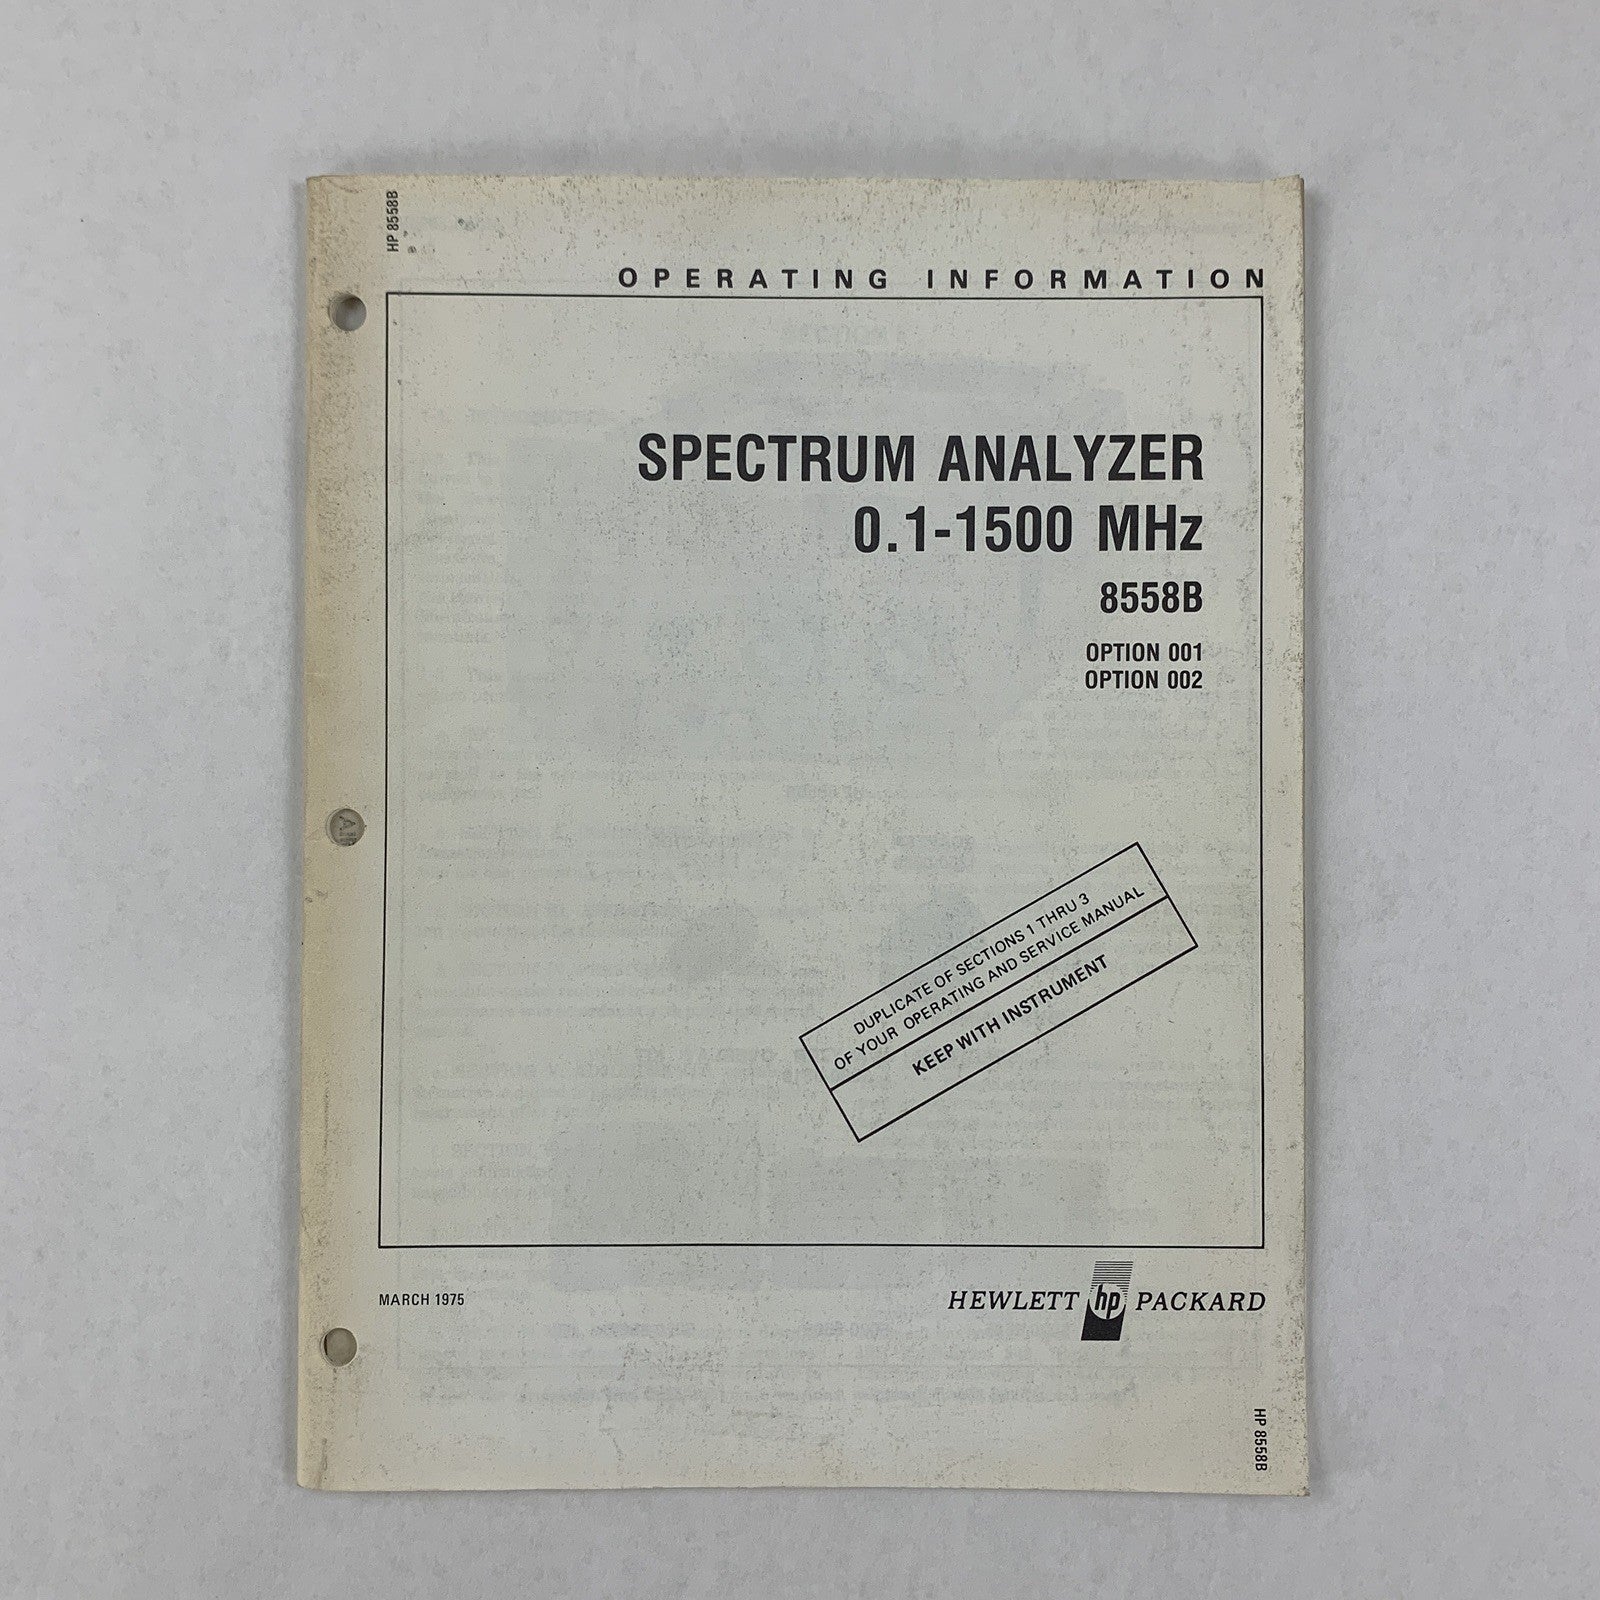 HP 8558B
OPERATING INFORMATION
SPECTRUM ANALYZER
0.1-1500 MHz
8558B
OPTION 001
OPTION 002
DUPLICATE OF SECTIONS 1 THRU 3
OF YOUR OPERATING AND SERVICE MANUAL
KEEP WITH INSTRUMENT
MARCH 1975
HEWLETT hp PACKARD
HP 8558B